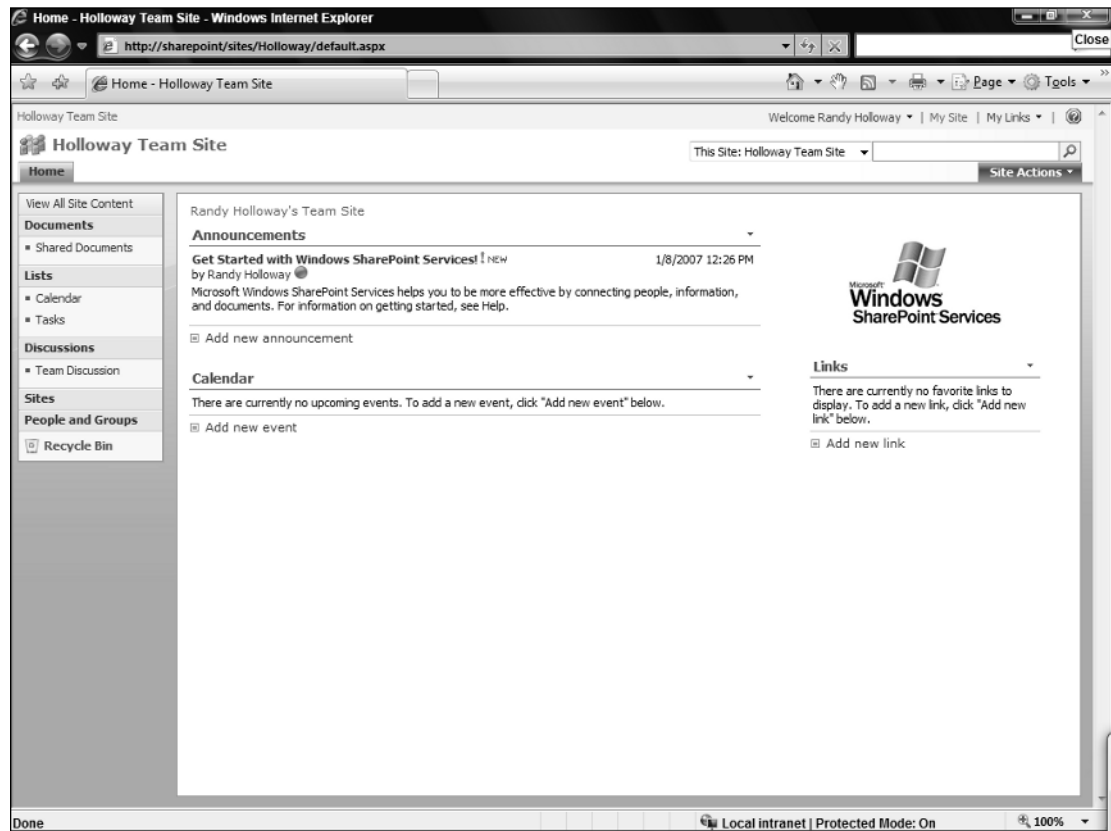 Home - Holloway Team Site - Windows Internet Explorer
http://sharepoint/sites/Holloway/default.aspx
Close
Home - Holloway Team Site
Page
Tools
Holloway Team Site
Welcome Randy Holloway | My Site | My Links |
Holloway Team Site
This Site: Holloway Team Site
Home
Site Actions
View All Site Content
Documents
Shared Documents
Lists
Calendar
Tasks
Discussions
Team Discussion
Sites
People and Groups
Recycle Bin
Randy Holloway's Team Site
Announcements
Get Started with Windows SharePoint Services! ! NEW 1/8/2007 12:26 PM
by Randy Holloway
Microsoft Windows SharePoint Services helps you to be more effective by connecting people, information,
and documents. For information on getting started, see Help.
Add new announcement
Calendar
There are currently no upcoming events. To add a new event, click "Add new event" below.
Add new event
Microsoft
Windows
SharePoint Services
Links
There are currently no favorite links to
display. To add a new link, click "Add new
link" below.
Add new link
Done
Local intranet | Protected Mode: On
100%